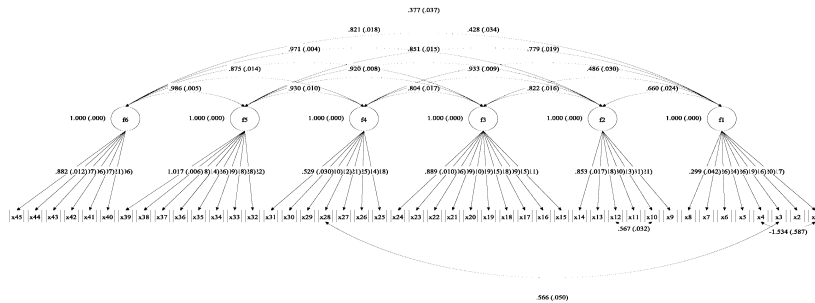 .377 (.037)
.821 (.018) .428 (.034)
.971 (.004) .851 (.015) .779 (.019)
.875 (.014) .920 (.008) .933 (.009) .486 (.030)
.986 (.005) .930 (.010) .804 (.017) .822 (.016) .660 (.024)
1.000 (.000) f6 1.000 (.000) f5 1.000 (.000) f4 1.000 (.000) f3 1.000 (.000) f2 1.000 (.000) f1
.882 (.012) 1.017 (.006) .529 (.030) .889 (.010) .853 (.017) .299 (.042)
x45 x44 x43 x42 x41 x40 x39 x38 x37 x36 x35 x34 x33 x32 x31 x30 x29 x28 x27 x26 x25 x24 x23 x22 x21 x20 x19 x18 x17 x16 x15 x14 x13 x12 x11 x10 x9 x8 x7 x6 x5 x4 x3 x2
.567 (.032) -1.534 (.587)
.566 (.050)